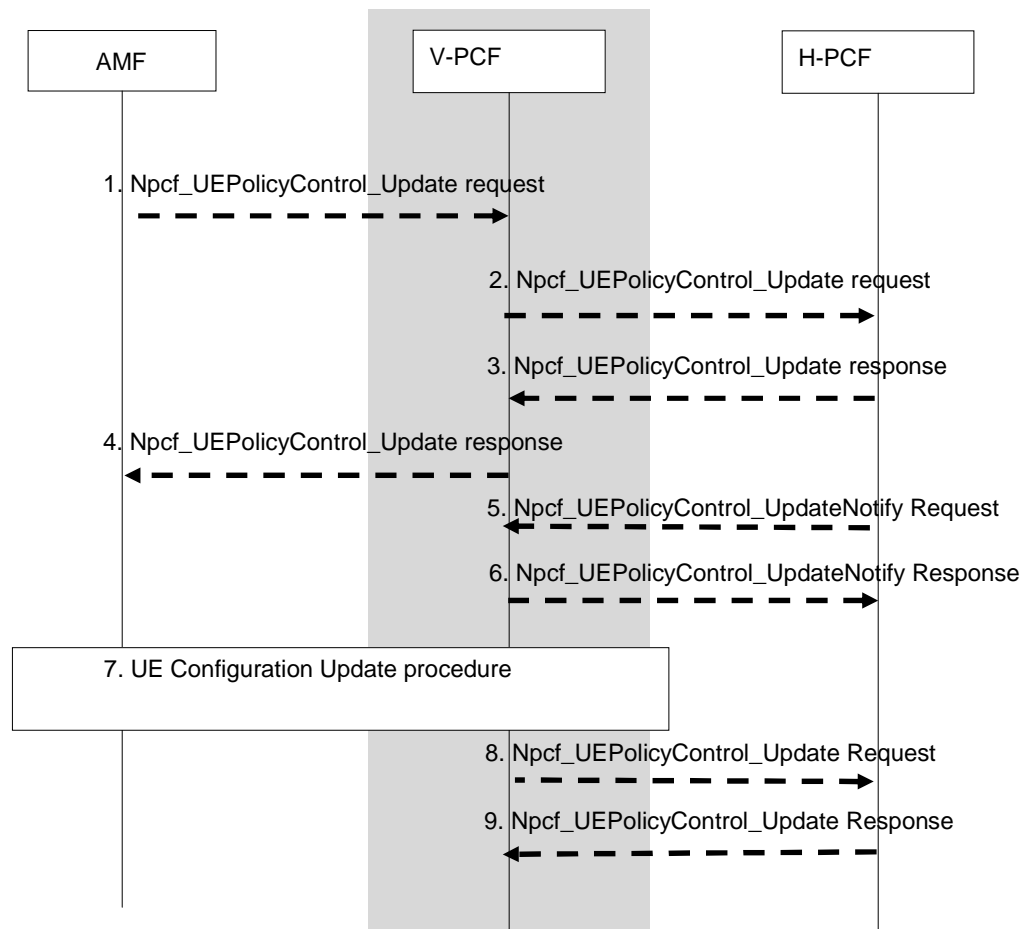 AMF
V-PCF
H-PCF
1. Npcf_UEPolicyControl_Update request
2. Npcf_UEPolicyControl_Update request
3. Npcf_UEPolicyControl_Update response
4. Npcf_UEPolicyControl_Update response
5. Npcf_UEPolicyControl_UpdateNotify Request
6. Npcf_UEPolicyControl_UpdateNotify Response
7. UE Configuration Update procedure
8. Npcf_UEPolicyControl_Update Request
9. Npcf_UEPolicyControl_Update Response